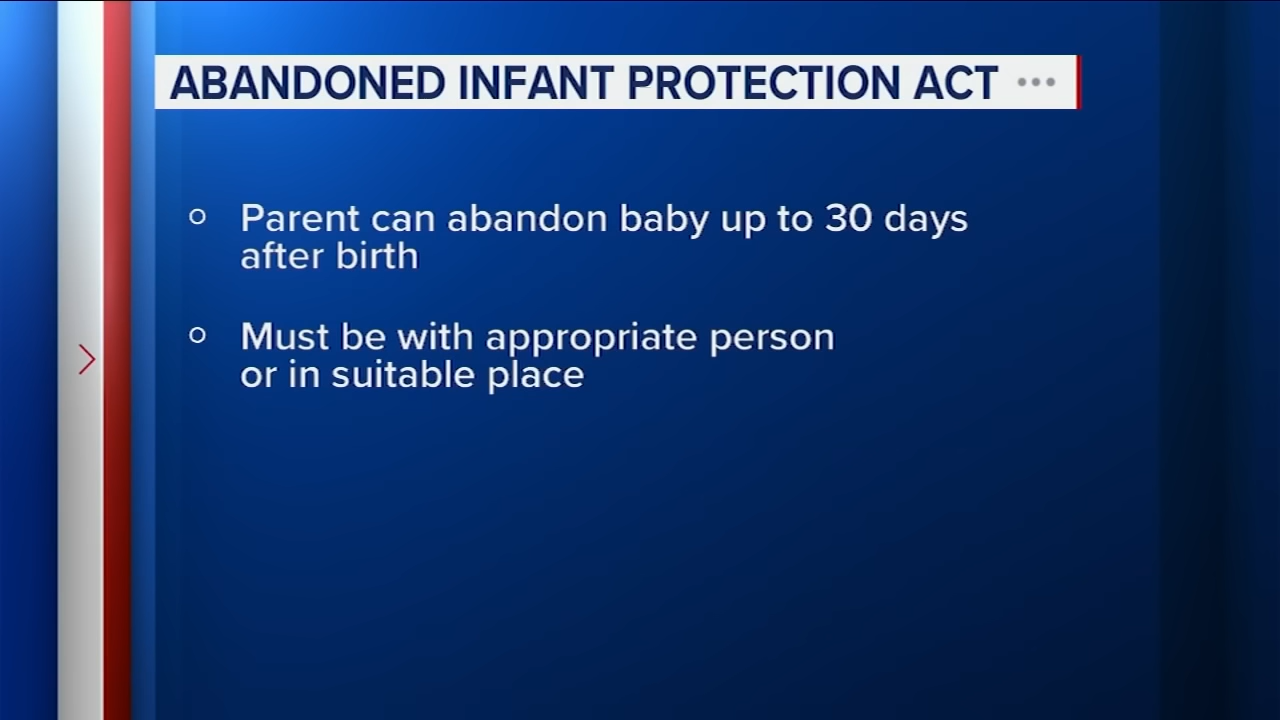 ABANDONED INFANT PROTECTION ACT •••
○ Parent can abandon baby up to 30 days
after birth
○ Must be with appropriate person
or in suitable place